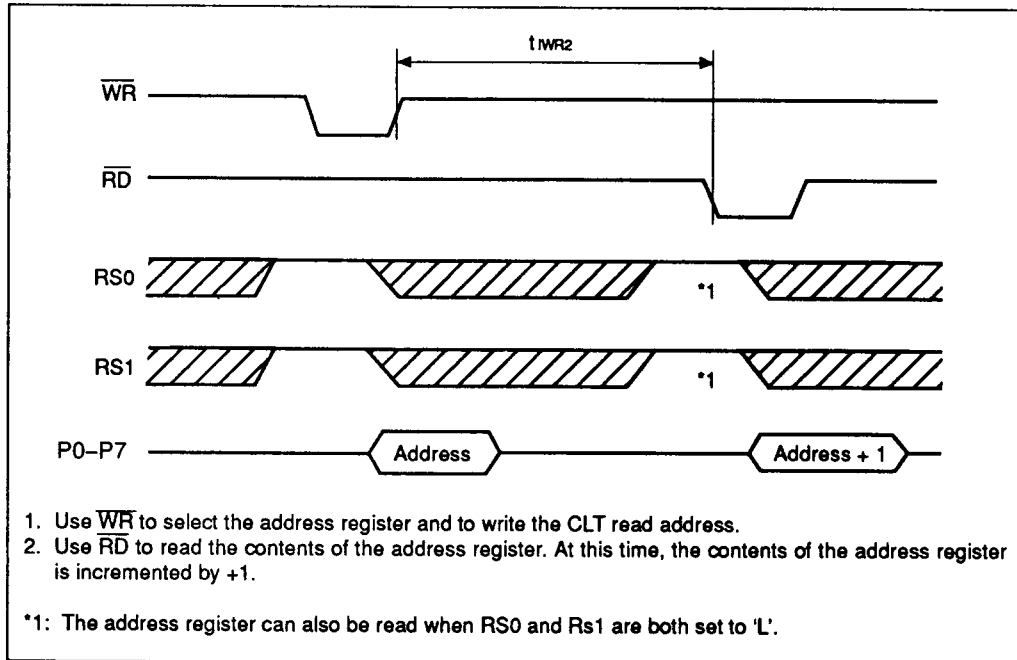 tIWR2
WR
RD
RS0
*1
RS1
*1
P0–P7
Address
Address + 1
1. Use WR to select the address register and to write the CLT read address.
2. Use RD to read the contents of the address register. At this time, the contents of the address register
is incremented by +1.
*1: The address register can also be read when RS0 and Rs1 are both set to 'L'.